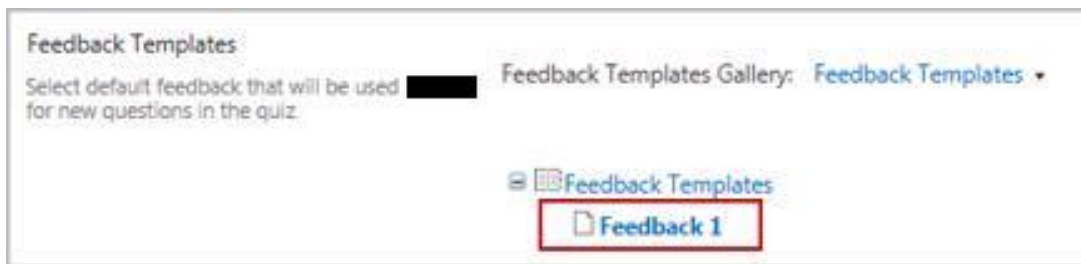 Feedback Templates
Select default feedback that will be used
for new questions in the quiz
Feedback Templates Gallery: Feedback Templates
Feedback Templates
Feedback 1